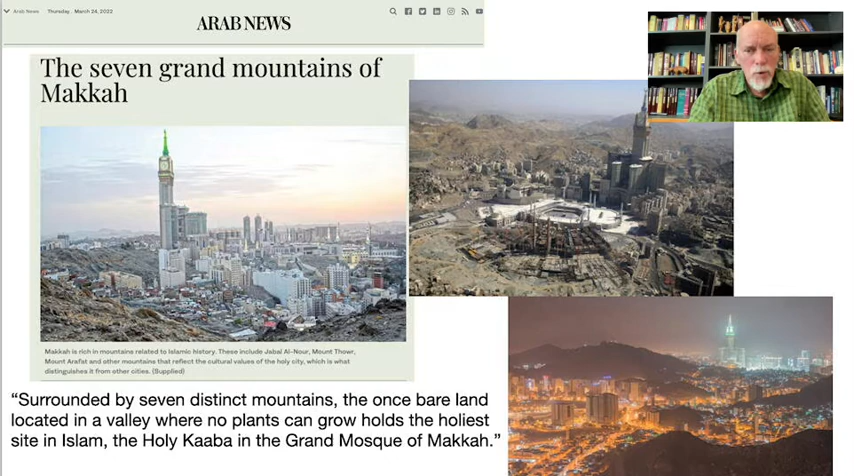 Arab News Thursday. March 24, 2022
ARAB NEWS
The seven grand mountains of
Makkah
Makkah is rich in mountains related to Islamic history. These include Jabal Al-Nour, Mount Thowr,
Mount Arafat and other mountains that reflect the cultural values of the holy city, which is what
distinguishes it from other cities. (Supplied)
“Surrounded by seven distinct mountains, the once bare land
located in a valley where no plants can grow holds the holiest
site in Islam, the Holy Kaaba in the Grand Mosque of Makkah.”